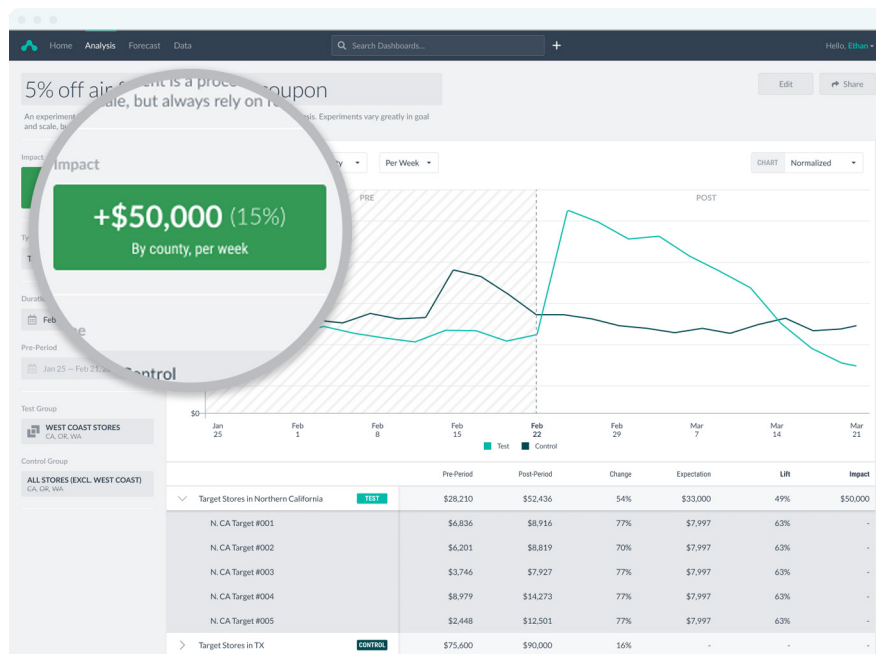 Home Analysis Forecast Data
Search Dashboards...
+
Hello, Ethan
5% off air coupon
Edit
Share
An experiment is. Experiments vary greatly in goal
and scale, bu
is a
ale, but always rely on
Impact
Impact
+$50,000 (15%)
By county, per week
Per Week
CHART Normalized
PRE
POST
Duratio
Feb
Pre-Period
Jan 25 – Feb 21, 20
Control
Test Group
WEST COAST STORES
CA, OR, WA
Control Group
ALL STORES (EXCL. WEST COAST)
CA, OR, WA
$0
Jan Feb Feb Feb Feb Feb Mar Mar Mar
25 1 8 15 22 29 7 14 21
Test Control
Pre-Period Post-Period Change Expectation Lift Impact
Target Stores in Northern California TEST $28,210 $52,436 54% $33,000 49% $50,000
N. CA Target #001 $6,836 $8,916 77% $7,997 63% -
N. CA Target #002 $6,201 $8,819 70% $7,997 63% -
N. CA Target #003 $3,746 $7,927 77% $7,997 63% -
N. CA Target #004 $8,979 $14,273 77% $7,997 63% -
N. CA Target #005 $2,448 $12,501 77% $7,997 63% -
Target Stores in TX CONTROL $75,600 $90,000 16% - - -